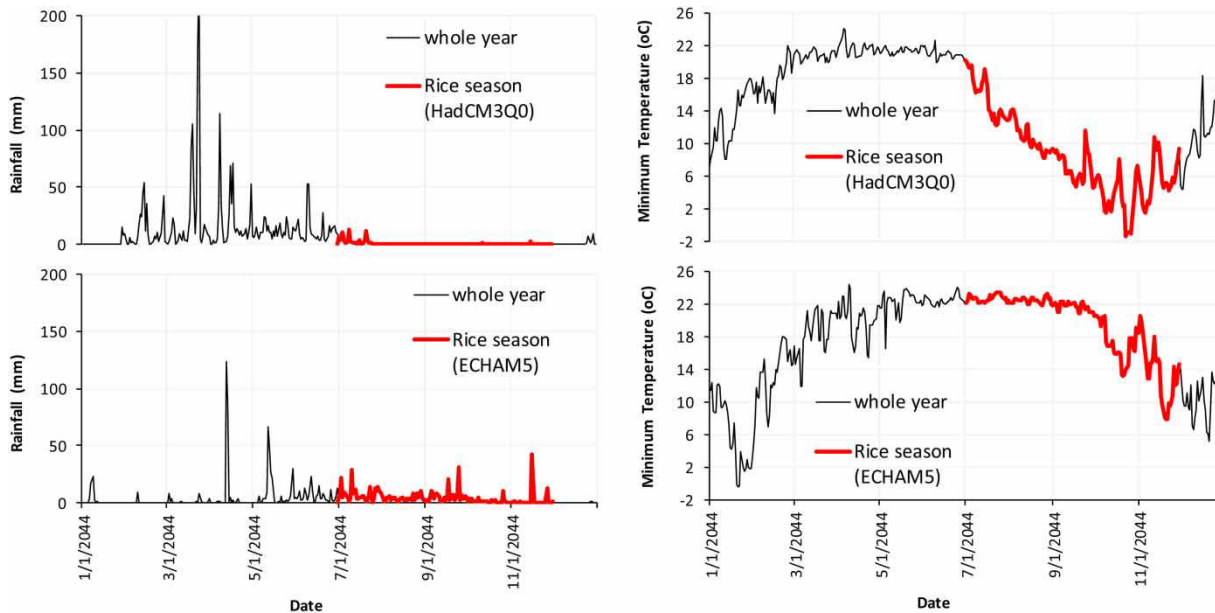 200
150
100
50
0
Rainfall (mm)
whole year
Rice season
(HadCM3Q0)
26
22
18
14
10
6
2
-2
Minimum Temperature (oC)
whole year
Rice season
(HadCM3Q0)
200
150
100
50
0
Rainfall (mm)
whole year
Rice season
(ECHAM5)
1/1/2044
3/1/2044
5/1/2044
7/1/2044
9/1/2044
11/1/2044
Date
26
22
18
14
10
6
2
-2
Minimum Temperature (oC)
whole year
Rice season
(ECHAM5)
1/1/2044
3/1/2044
5/1/2044
7/1/2044
9/1/2044
11/1/2044
Date